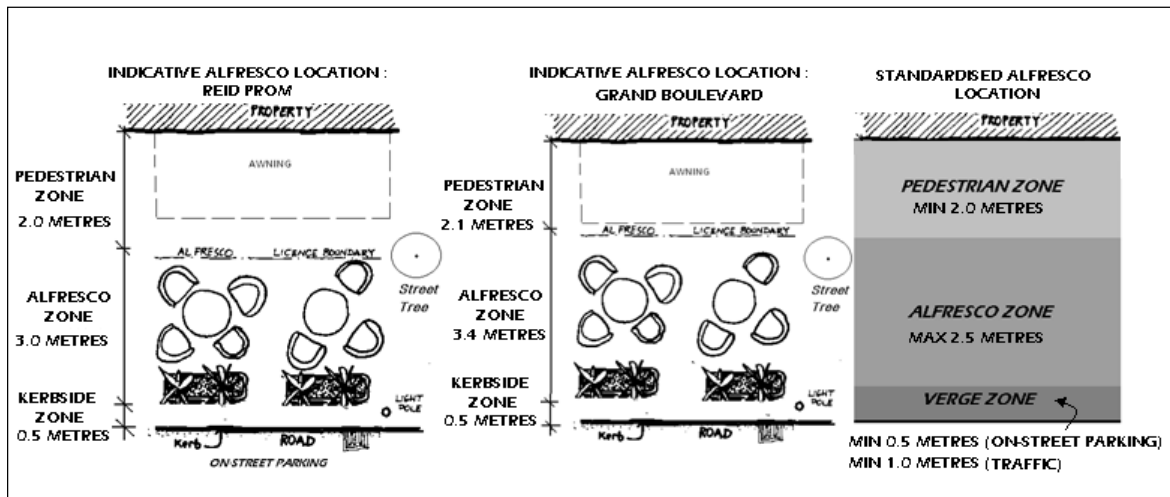 INDICATIVE ALFRESCO LOCATION :
REID PROM
PROPERTY
AWNING
PEDESTRIAN
ZONE
2.0 METRES
ALFRESCO LICENCE BOUNDARY
Street
Tree
ALFRESCO
ZONE
3.0 METRES
KERBSIDE
ZONE
0.5 METRES
LIGHT
POLE
Kerb
ROAD
ON-STREET PARKING
INDICATIVE ALFRESCO LOCATION :
GRAND BOULEVARD
PROPERTY
AWNING
PEDESTRIAN
ZONE
2.1 METRES
ALFRESCO LICENCE BOUNDARY
Street
Tree
ALFRESCO
ZONE
3.4 METRES
KERBSIDE
ZONE
0.5 METRES
LIGHT
POLE
Kerb
ROAD
STANDARDISED ALFRESCO
LOCATION
PROPERTY
PEDESTRIAN ZONE
MIN 2.0 METRES
ALFRESCO ZONE
MAX 2.5 METRES
VERGE ZONE
MIN 0.5 METRES (ON-STREET PARKING)
MIN 1.0 METRES (TRAFFIC)